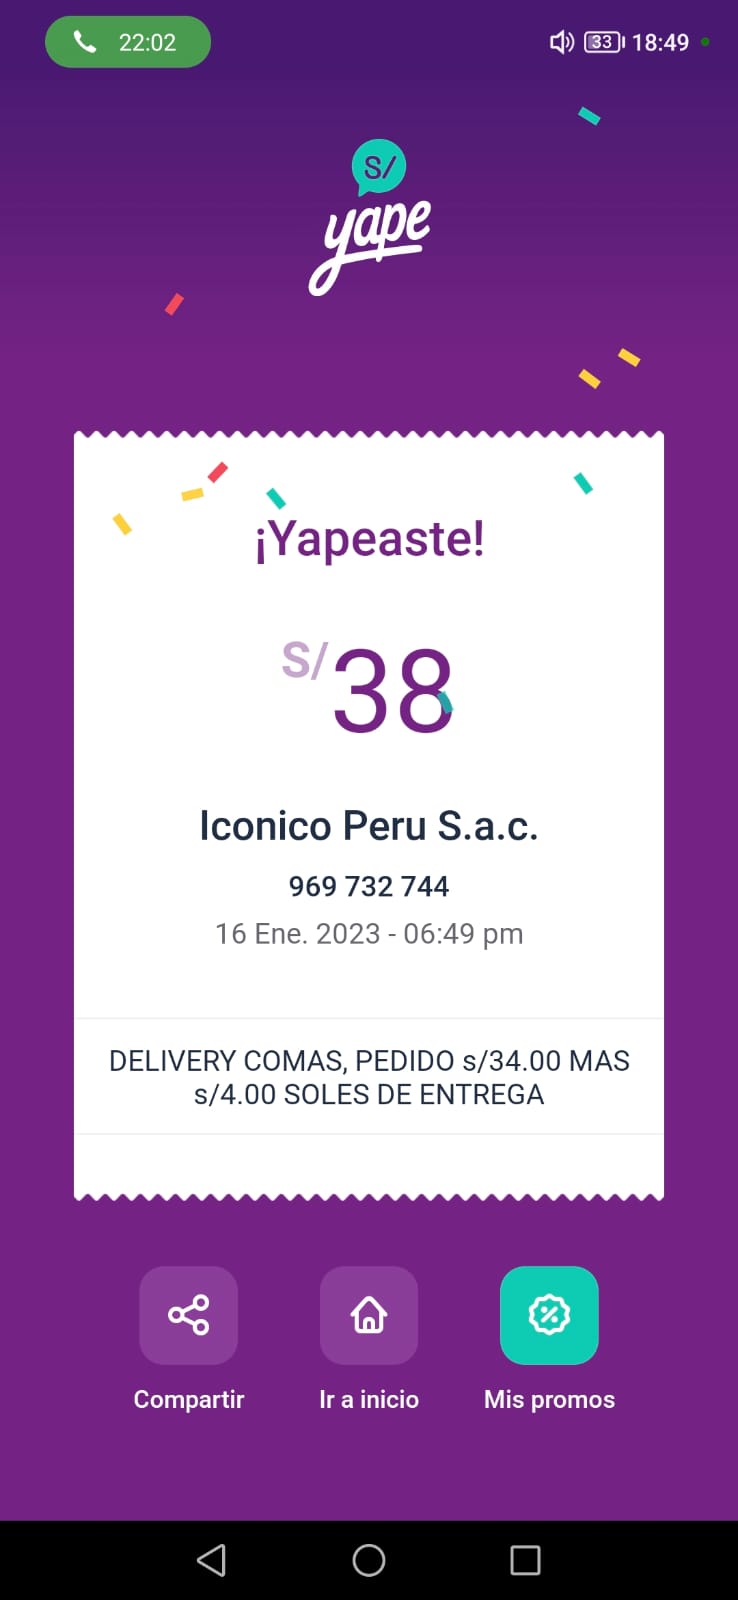 22:02
33 18:49
S/
yape
¡Yapeaste!
S/38
Iconico Peru S.a.c.
969 732 744
16 Ene. 2023 - 06:49 pm
DELIVERY COMAS, PEDIDO s/34.00 MAS
s/4.00 SOLES DE ENTREGA
Compartir Ir a inicio Mis promos